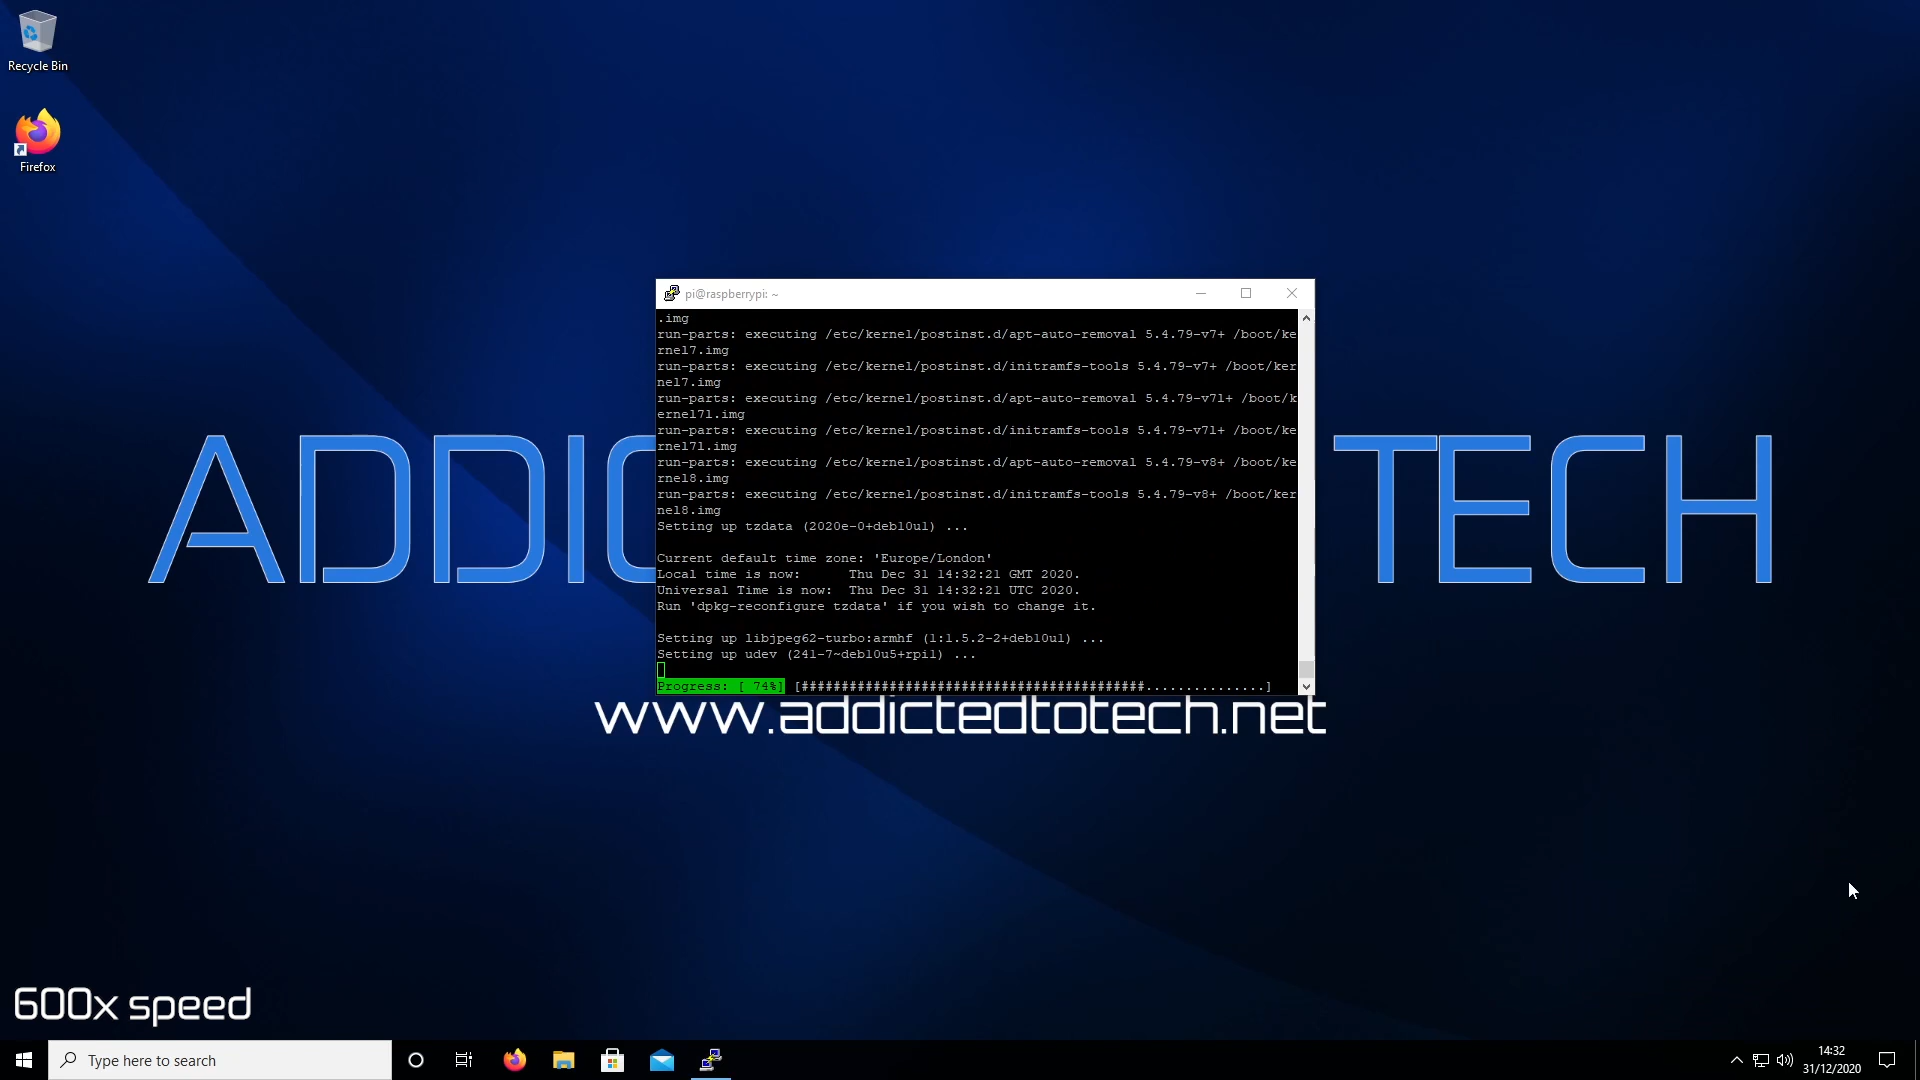 Recycle Bin
Firefox
pi@raspberrypi: ~
.img
run-parts: executing /etc/kernel/postinst.d/apt-auto-removal 5.4.79-v7+ /boot/ke
rnel7.img
run-parts: executing /etc/kernel/postinst.d/initramfs-tools 5.4.79-v7+ /boot/ker
nel7.img
run-parts: executing /etc/kernel/postinst.d/apt-auto-removal 5.4.79-v7l+ /boot/k
ernel7l.img
run-parts: executing /etc/kernel/postinst.d/initramfs-tools 5.4.79-v7l+ /boot/ke
rnel7l.img
run-parts: executing /etc/kernel/postinst.d/apt-auto-removal 5.4.79-v8+ /boot/ke
rnel8.img
run-parts: executing /etc/kernel/postinst.d/initramfs-tools 5.4.79-v8+ /boot/ker
nel8.img
Setting up tzdata (2020e-0+deb10u1) ...
Current default time zone: 'Europe/London'
Local time is now:      Thu Dec 31 14:32:21 GMT 2020.
Universal Time is now:  Thu Dec 31 14:32:21 UTC 2020.
Run 'dpkg-reconfigure tzdata' if you wish to change it.
Setting up libjpeg62-turbo:armhf (1:1.5.2-2+deb10u1) ...
Setting up udev (241-7~deb10u5+rpi1) ...
Progress: [ 74%] [###########################################...............]
ADDIC TECH
www.addictedtotech.net
600x speed
Type here to search
14:32
31/12/2020